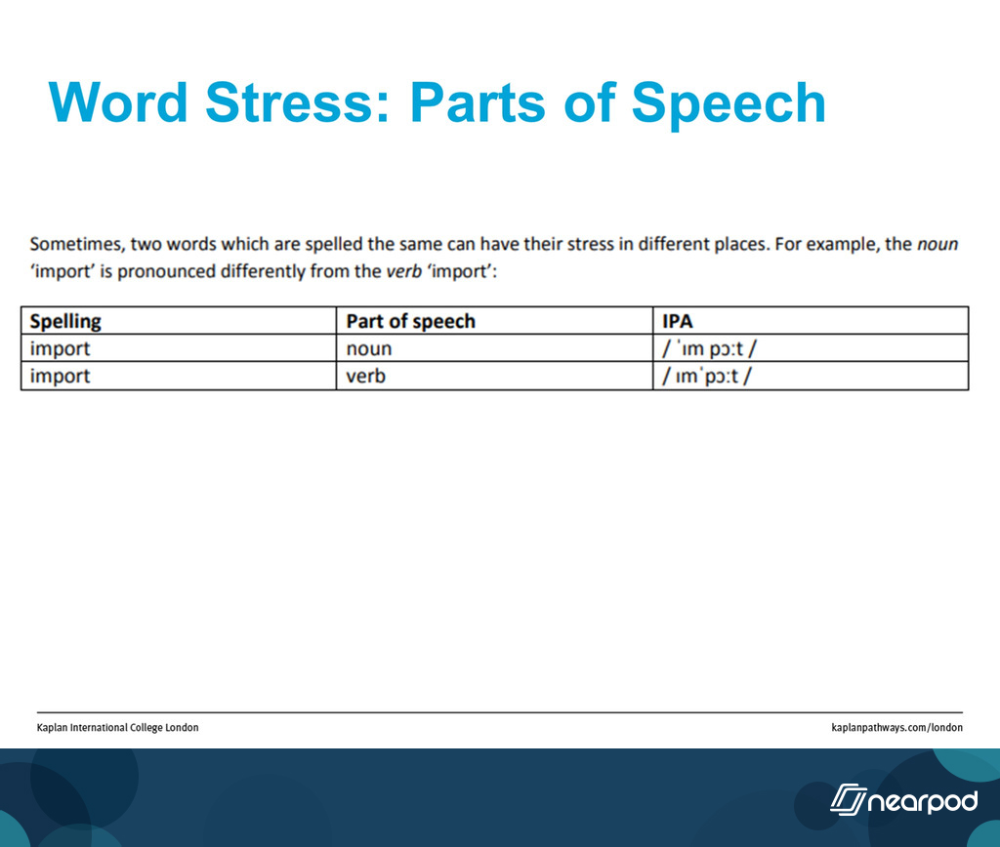 Word Stress: Parts of Speech
Sometimes, two words which are spelled the same can have their stress in different places. For example, the noun
‘import’ is pronounced differently from the verb ‘import’:
Spelling Part of speech IPA
import noun / ˈɪm pɔːt /
import verb / ɪmˈpɔːt /
Kaplan International College London kaplanpathways.com/london
nearpod